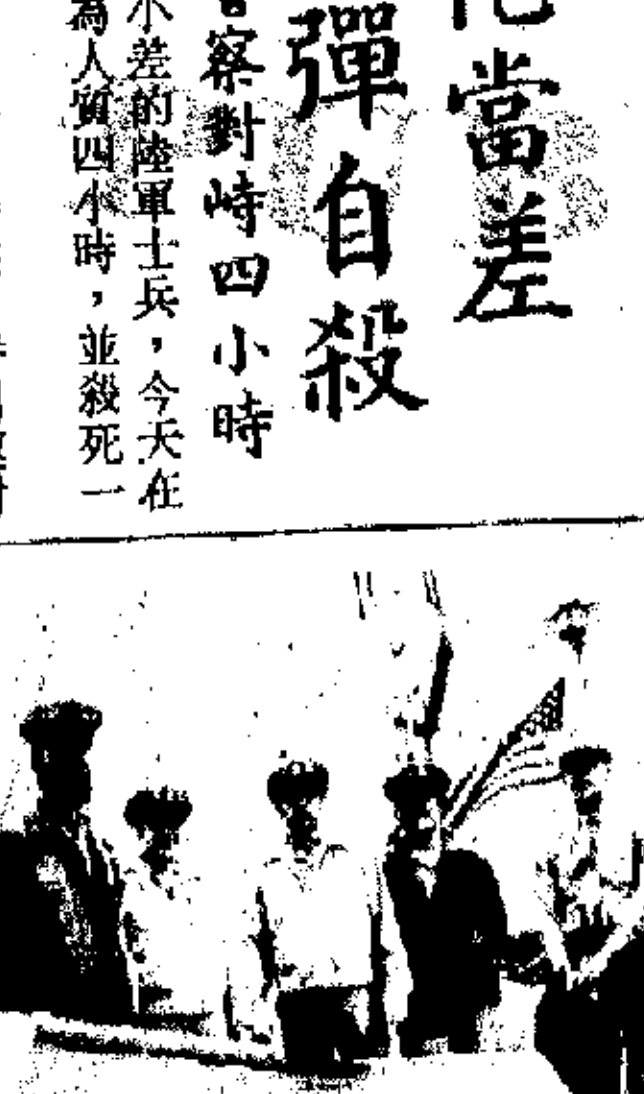 當差
彈自殺
察對峙四小時
小差的陸軍士兵，今天在
為人質四小時，並殺死一